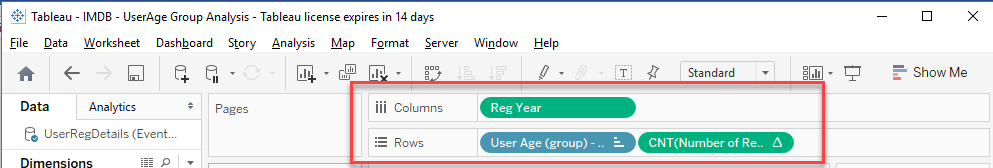 Tableau - IMDB - UserAge Group Analysis - Tableau license expires in 14 days
File Data Worksheet Dashboard Story Analysis Map Format Server Window Help
Standard Show Me
Data Analytics Pages Columns Reg Year
UserRegDetails (Event... Rows User Age (group) - .. CNT(Number of Re.. Δ
Dimensions